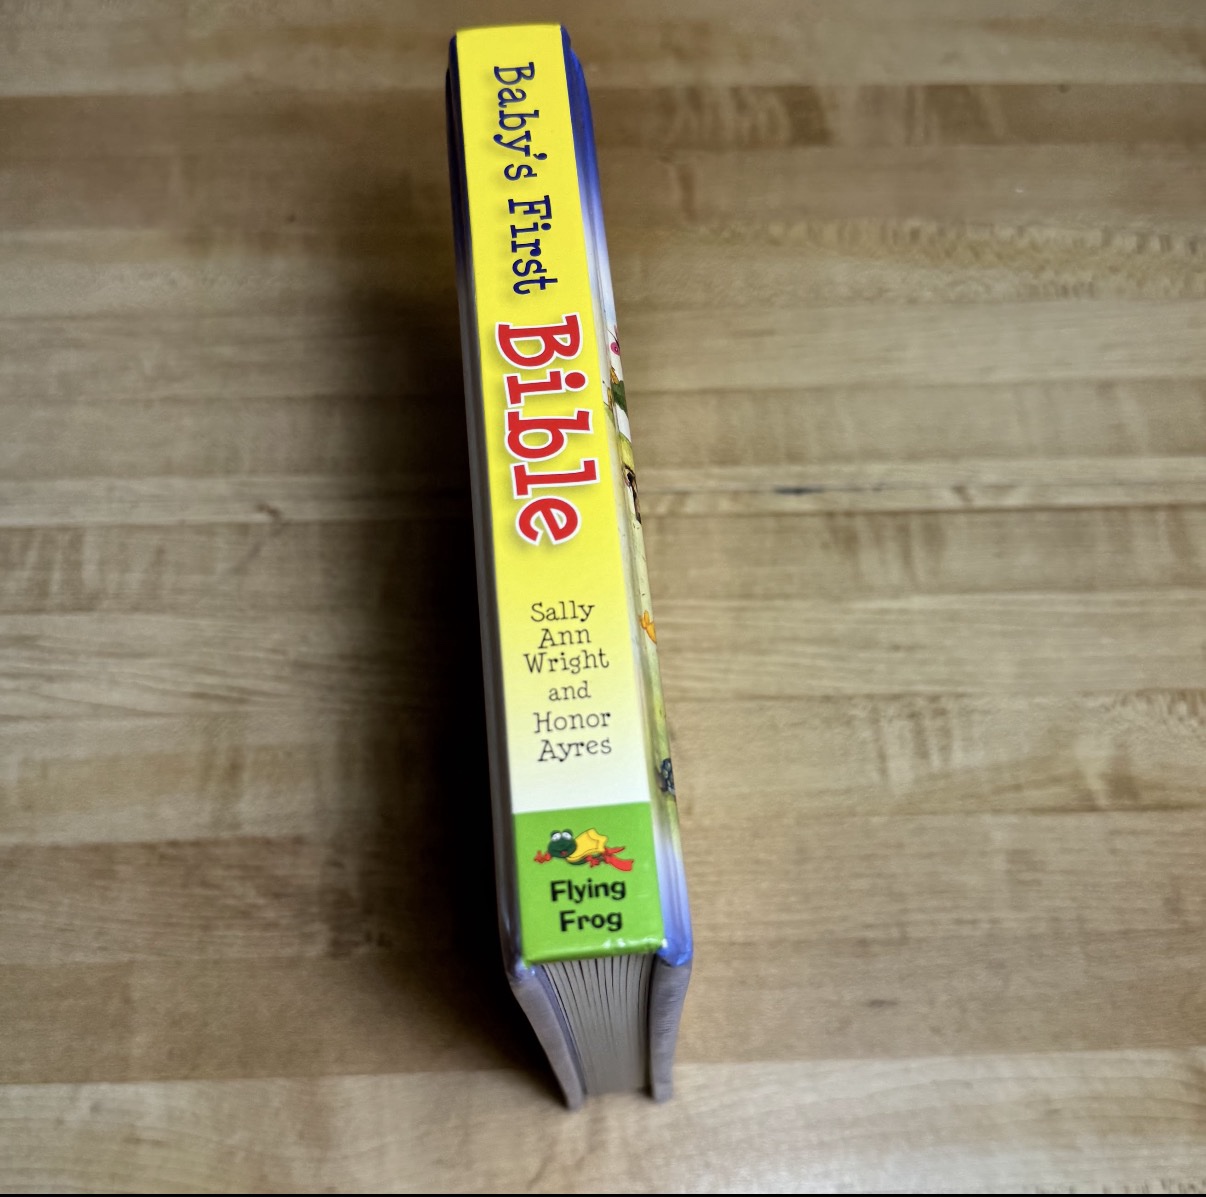 Baby's First Bible
Sally
Ann
Wright
and
Honor
Ayres
Flying
Frog